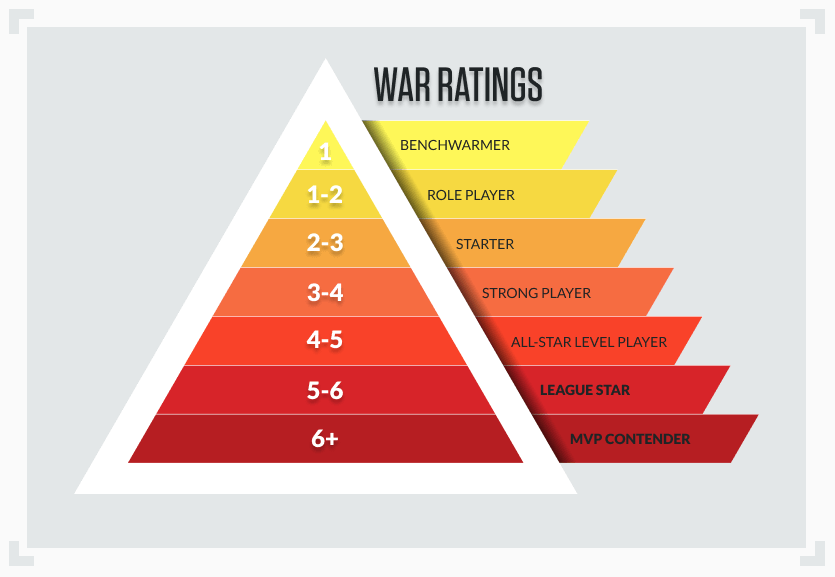 WAR RATINGS
1 BENCHWARMER
1-2 ROLE PLAYER
2-3 STARTER
3-4 STRONG PLAYER
4-5 ALL-STAR LEVEL PLAYER
5-6 LEAGUE STAR
6+ MVP CONTENDER